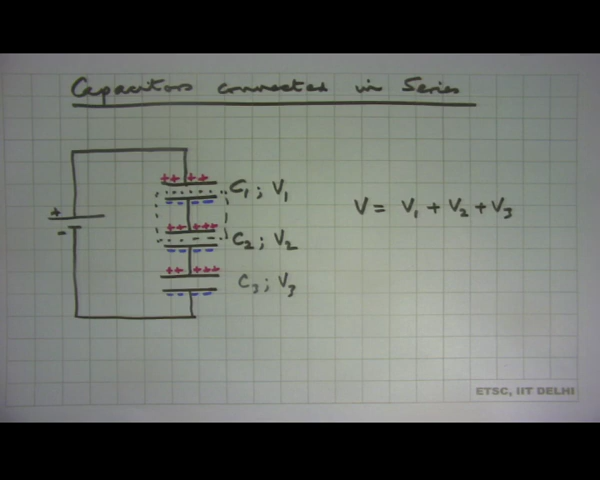 Capacitors connected in Series
C₁ ; V₁
V = V₁ + V₂ + V₃
C₂ ; V₂
C₃ ; V₃
+
-
++ ++
++ +++
++ +++
ETSC, IIT DELHI